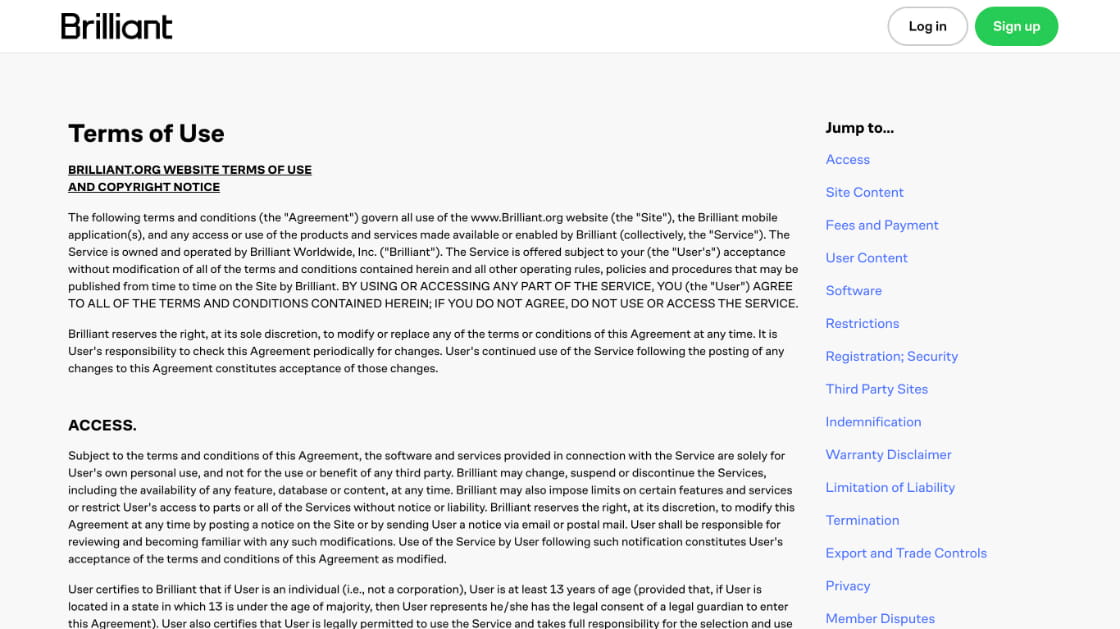 Brilliant
Log in
Sign up
Terms of Use
BRILLIANT.ORG WEBSITE TERMS OF USE
AND COPYRIGHT NOTICE
The following terms and conditions (the "Agreement") govern all use of the www.Brilliant.org website (the "Site"), the Brilliant mobile
application(s), and any access or use of the products and services made available or enabled by Brilliant (collectively, the "Service"). The
Service is owned and operated by Brilliant Worldwide, Inc. ("Brilliant"). The Service is offered subject to your (the "User's") acceptance
without modification of all of the terms and conditions contained herein and all other operating rules, policies and procedures that may be
published from time to time on the Site by Brilliant. BY USING OR ACCESSING ANY PART OF THE SERVICE, YOU (the "User") AGREE
TO ALL OF THE TERMS AND CONDITIONS CONTAINED HEREIN; IF YOU DO NOT AGREE, DO NOT USE OR ACCESS THE SERVICE.
Brilliant reserves the right, at its sole discretion, to modify or replace any of the terms or conditions of this Agreement at any time. It is
User's responsibility to check this Agreement periodically for changes. User's continued use of the Service following the posting of any
changes to this Agreement constitutes acceptance of those changes.
ACCESS.
Subject to the terms and conditions of this Agreement, the software and services provided in connection with the Service are solely for
User's own personal use, and not for the use or benefit of any third party. Brilliant may change, suspend or discontinue the Services,
including the availability of any feature, database or content, at any time. Brilliant may also impose limits on certain features and services
or restrict User's access to parts or all of the Services without notice or liability. Brilliant reserves the right, at its discretion, to modify this
Agreement at any time by posting a notice on the Site or by sending User a notice via email or postal mail. User shall be responsible for
reviewing and becoming familiar with any such modifications. Use of the Service by User following such notification constitutes User's
acceptance of the terms and conditions of this Agreement as modified.
User certifies to Brilliant that if User is an individual (i.e., not a corporation), User is at least 13 years of age (provided that, if User is
located in a state in which 13 is under the age of majority, then User represents he/she has the legal consent of a legal guardian to enter
this Agreement). User also certifies that User is legally permitted to use the Service and takes full responsibility for the selection and use
Jump to...
Access
Site Content
Fees and Payment
User Content
Software
Restrictions
Registration; Security
Third Party Sites
Indemnification
Warranty Disclaimer
Limitation of Liability
Termination
Export and Trade Controls
Privacy
Member Disputes